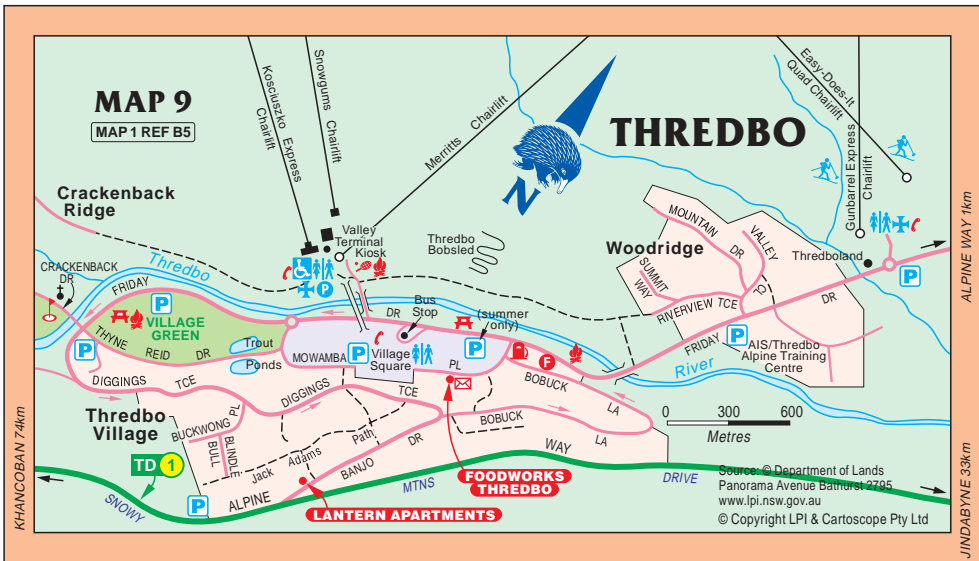 MAP 9
MAP 1 REF B5
THREDBO
Kosciuszko Express
Chairlift
Snowgums Chairlift
Merritts Chairlift
Easy-Does-It
Quad Chairlift
Gunbarrel Express
Chairlift
N
Crackenback
Ridge
Valley
Terminal
Kiosk
P
Thredbo
Bobsled
Woodridge
MOUNTAIN
DR
VALLEY
CL
SUMMIT
WAY
RIVERVIEW TCE
Thredboland
P
FRIDAY DR
P
AIS/Thredbo
Alpine Training
Centre
CRACKENBACK
DR
Thredbo
River
FRIDAY
DR
P
VILLAGE
GREEN
P
THYNE
REID DR
Trout
Ponds
Bus
Stop
(summer
only)
P
P
MOWAMBA
PL
Village
Square
F
BOBUCK
LA
DIGGINGS TCE
DIGGINGS
TCE
BOBUCK
LA
Thredbo
Village
BUCKWONG PL
BULL
BLINDI
Jack Adams Path
BANJO DR
TD 1
P
ALPINE
WAY
SNOWY
MTNS
DRIVE
FOODWORKS
THREDBO
LANTERN APARTMENTS
0 300 600
Metres
Source: © Department of Lands
Panorama Avenue Bathurst 2795
www.lpi.nsw.gov.au
© Copyright LPI & Cartoscope Pty Ltd
KHANCOBAN 74km
ALPINE WAY 1km
JINDABYNE 33km